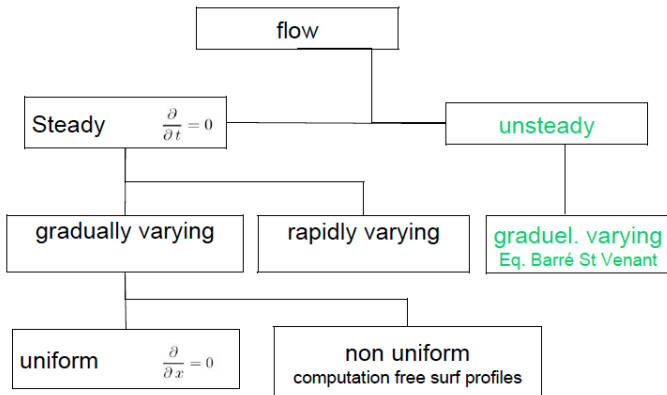 flow
Steady ∂/∂t = 0
unsteady
gradually varying
rapidly varying
graduel. varying
Eq. Barré St Venant
uniform ∂/∂x = 0
non uniform
computation free surf profiles